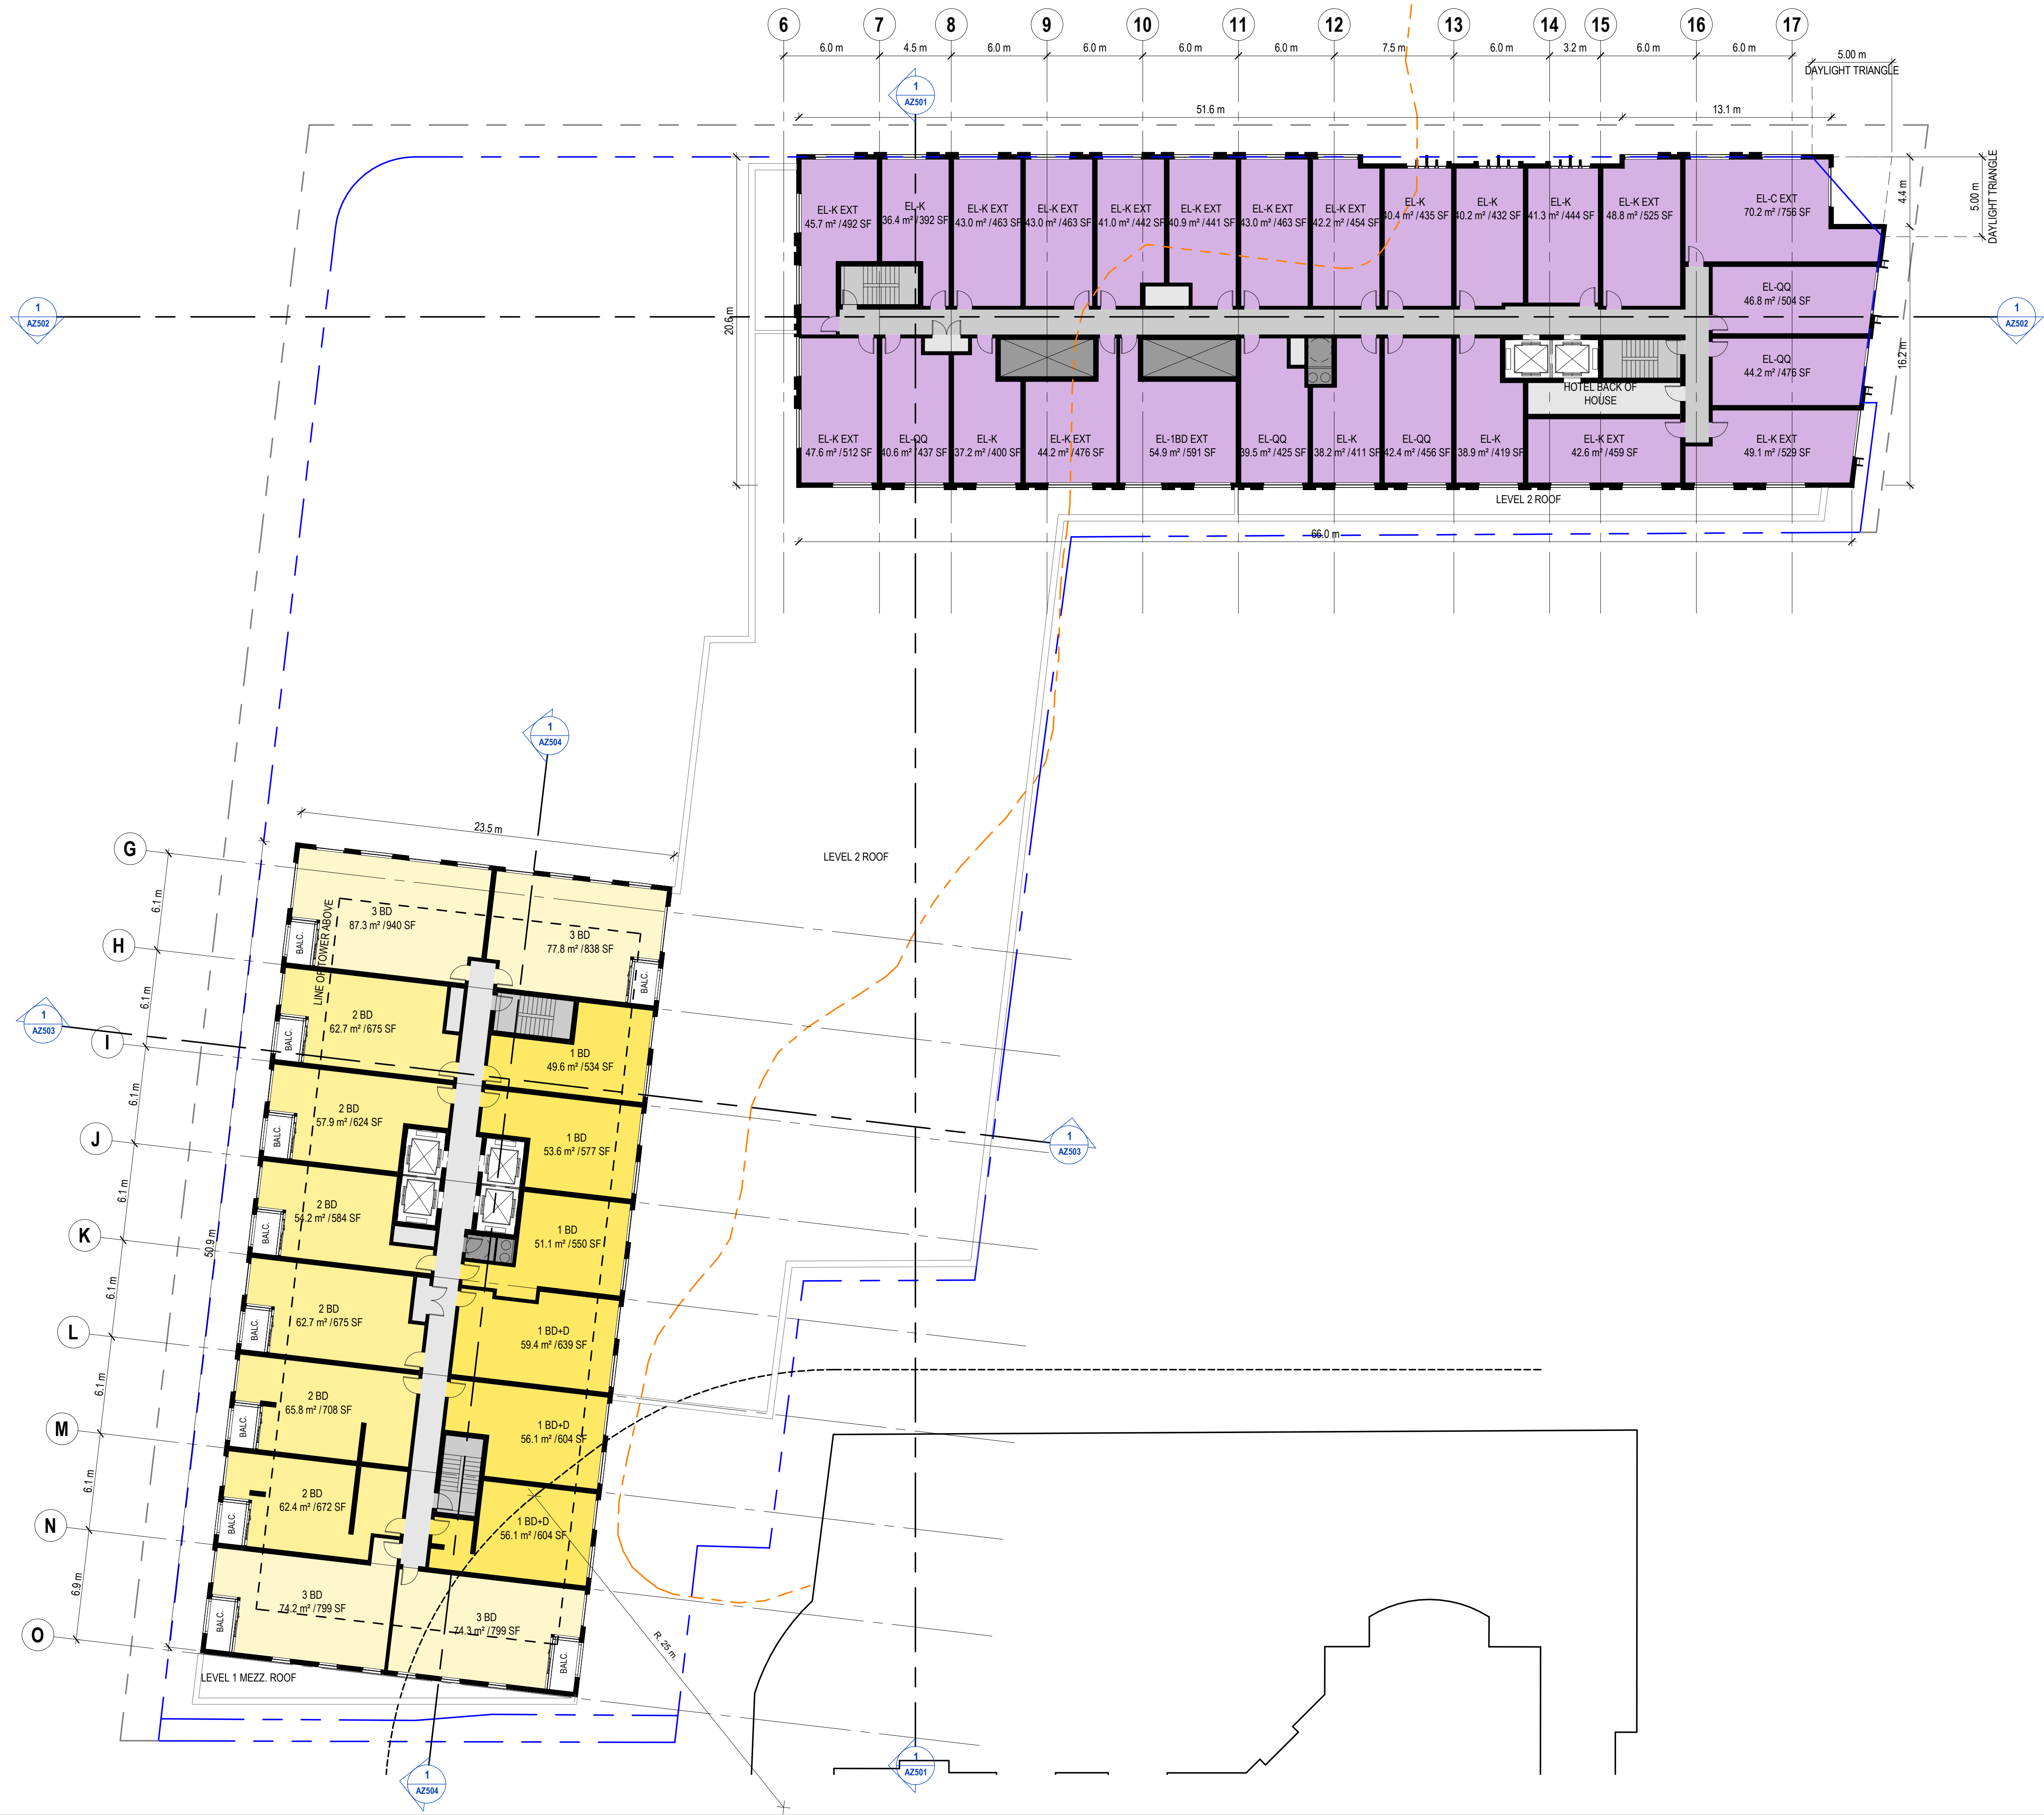 6 7 8 9 10 11 12 13 14 15 16 17
6.0 m 4.5 m 6.0 m 6.0 m 6.0 m 6.0 m 7.5 m 6.0 m 3.2 m 6.0 m 6.0 m
5.00 m
DAYLIGHT TRIANGLE
1
AZ501
51.6 m 13.1 m
4.4 m
5.00 m
DAYLIGHT TRIANGLE
EL-K EXT
45.7 m² / 492 SF
EL-K
36.4 m² / 392 SF
EL-K EXT
43.0 m² / 463 SF
EL-K EXT
43.0 m² / 463 SF
EL-K EXT
41.0 m² / 442 SF
EL-K EXT
40.9 m² / 441 SF
EL-K EXT
43.0 m² / 463 SF
EL-K EXT
42.2 m² / 454 SF
EL-K
40.4 m² / 435 SF
EL-K
40.2 m² / 432 SF
EL-K
41.3 m² / 444 SF
EL-K EXT
48.8 m² / 525 SF
EL-C EXT
70.2 m² / 756 SF
EL-QQ
46.8 m² / 504 SF
1
AZ502
20.6 m
1
AZ502
EL-QQ
44.2 m² / 476 SF
16.2 m
HOTEL BACK OF
HOUSE
EL-K EXT
47.6 m² / 512 SF
EL-QQ
40.6 m² / 437 SF
EL-K
37.2 m² / 400 SF
EL-K EXT
44.2 m² / 476 SF
EL-1BD EXT
54.9 m² / 591 SF
EL-QQ
39.5 m² / 425 SF
EL-K
38.2 m² / 411 SF
EL-QQ
42.4 m² / 456 SF
EL-K
38.9 m² / 419 SF
EL-K EXT
42.6 m² / 459 SF
EL-K EXT
49.1 m² / 529 SF
LEVEL 2 ROOF
66.0 m
1
AZ504
23.5 m
LEVEL 2 ROOF
G
6.1 m
H
6.1 m
I
6.1 m
J
6.1 m
K
6.1 m
L
6.1 m
M
6.1 m
N
6.9 m
O
50.9 m
LINE OF TOWER ABOVE
3 BD
87.3 m² / 940 SF
BALC.
3 BD
77.8 m² / 838 SF
BALC.
1
AZ503
2 BD
62.7 m² / 675 SF
BALC.
1 BD
49.6 m² / 534 SF
2 BD
57.9 m² / 624 SF
BALC.
1 BD
53.6 m² / 577 SF
1
AZ503
2 BD
54.2 m² / 584 SF
BALC.
1 BD
51.1 m² / 550 SF
2 BD
62.7 m² / 675 SF
BALC.
1 BD+D
59.4 m² / 639 SF
2 BD
65.8 m² / 708 SF
BALC.
1 BD+D
56.1 m² / 604 SF
2 BD
62.4 m² / 672 SF
BALC.
1 BD+D
56.1 m² / 604 SF
3 BD
74.2 m² / 799 SF
BALC.
3 BD
74.3 m² / 799 SF
BALC.
R. 25 m.
LEVEL 1 MEZZ. ROOF
1
AZ504
1
AZ501